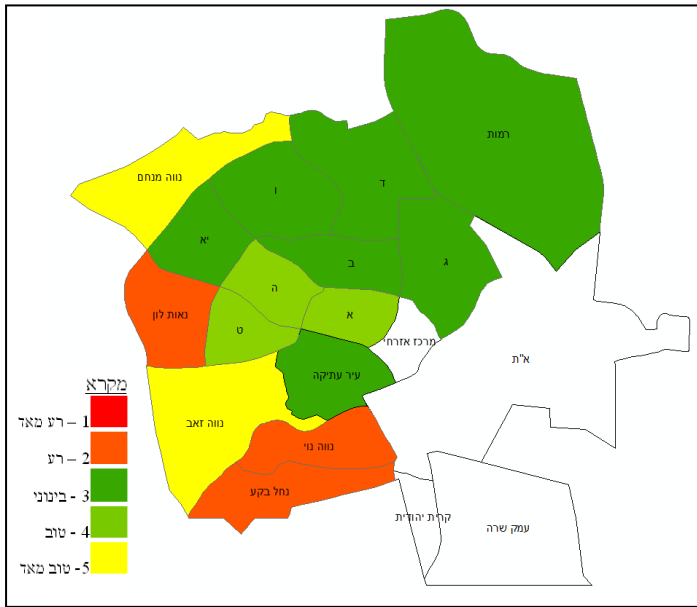 רמות
נווה מנחם
ד
ו
יא
ב
ג
ה
א
נאות לון
ט
מרכז אזרחי
א"ת
עיר עתיקה
מקרא
1 – רע מאד
2 – רע
3 - בינוני
4 - טוב
5- טוב מאד
נווה זאב
נווה נוי
נחל בקע
קרית יהודית
עמק שרה